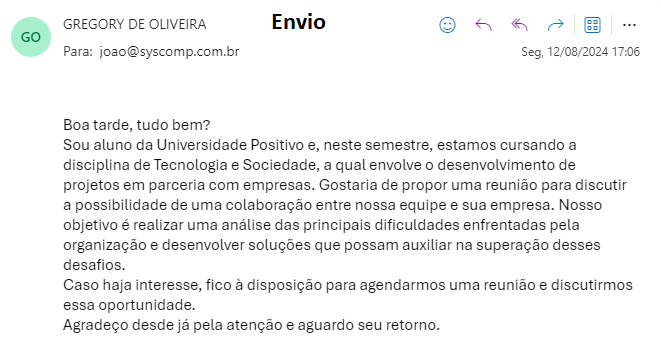 GREGORY DE OLIVEIRA
Envio
GO
Para: joao@syscomp.com.br
Seg, 12/08/2024 17:06
Boa tarde, tudo bem?
Sou aluno da Universidade Positivo e, neste semestre, estamos cursando a
disciplina de Tecnologia e Sociedade, a qual envolve o desenvolvimento de
projetos em parceria com empresas. Gostaria de propor uma reunião para discutir
a possibilidade de uma colaboração entre nossa equipe e sua empresa. Nosso
objetivo é realizar uma análise das principais dificuldades enfrentadas pela
organização e desenvolver soluções que possam auxiliar na superação desses
desafios.
Caso haja interesse, fico à disposição para agendarmos uma reunião e discutirmos
essa oportunidade.
Agradeço desde já pela atenção e aguardo seu retorno.